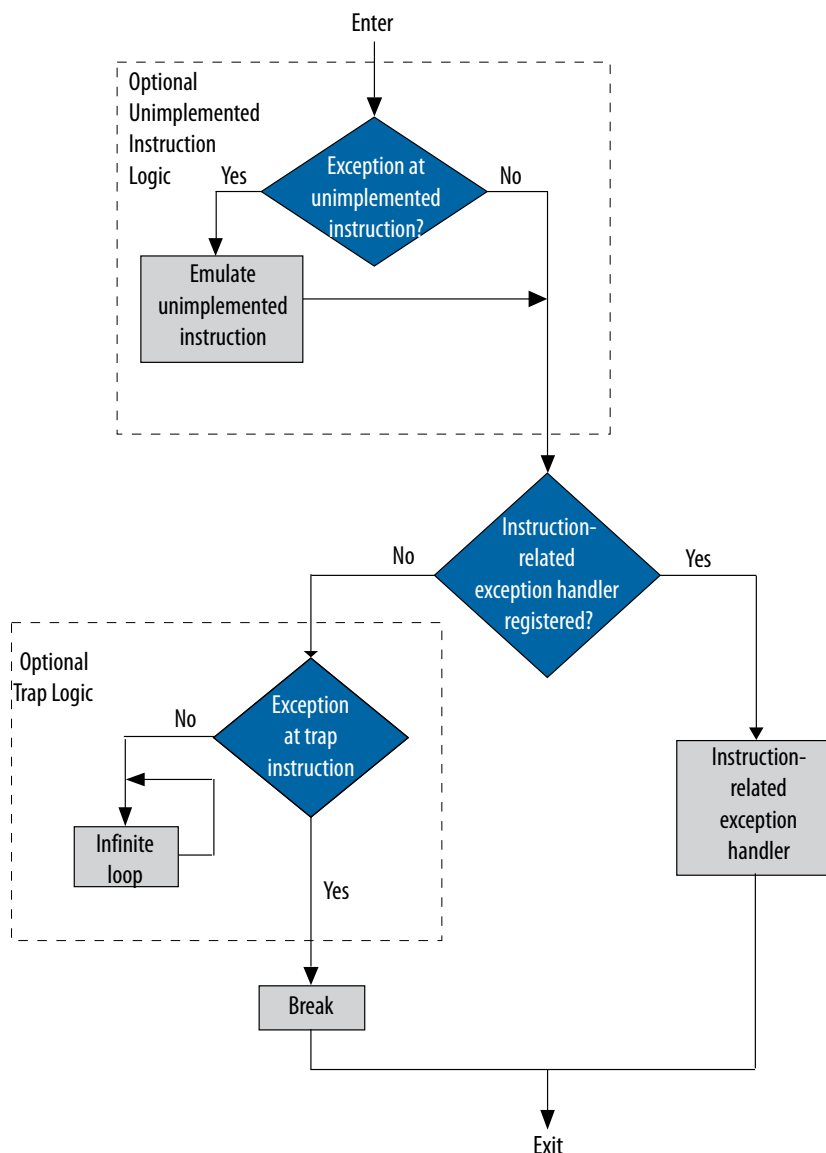 Enter
Optional
Unimplemented
Instruction
Logic
Exception at
unimplemented
instruction?
Yes
No
Emulate
unimplemented
instruction
Instruction-
related
exception handler
registered?
No
Yes
Optional
Trap Logic
Exception
at trap
instruction
No
Instruction-
related
exception
handler
Infinite
loop
Yes
Break
Exit